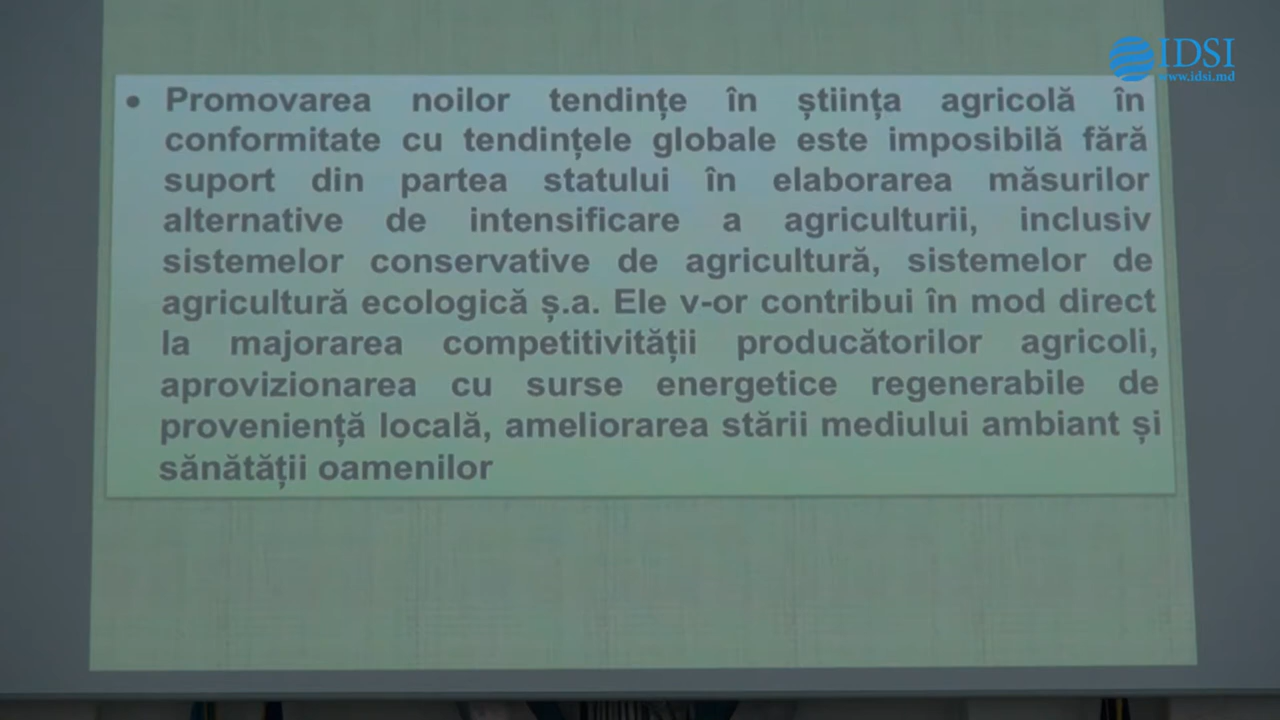 IDSI
www.idsi.md
• Promovarea noilor tendințe în știința agricolă în
conformitate cu tendințele globale este imposibilă fără
suport din partea statului în elaborarea măsurilor
alternative de intensificare a agriculturii, inclusiv
sistemelor conservative de agricultură, sistemelor de
agricultură ecologică ș.a. Ele v-or contribui în mod direct
la majorarea competitivității producătorilor agricoli,
aprovizionarea cu surse energetice regenerabile de
proveniență locală, ameliorarea stării mediului ambiant și
sănătății oamenilor